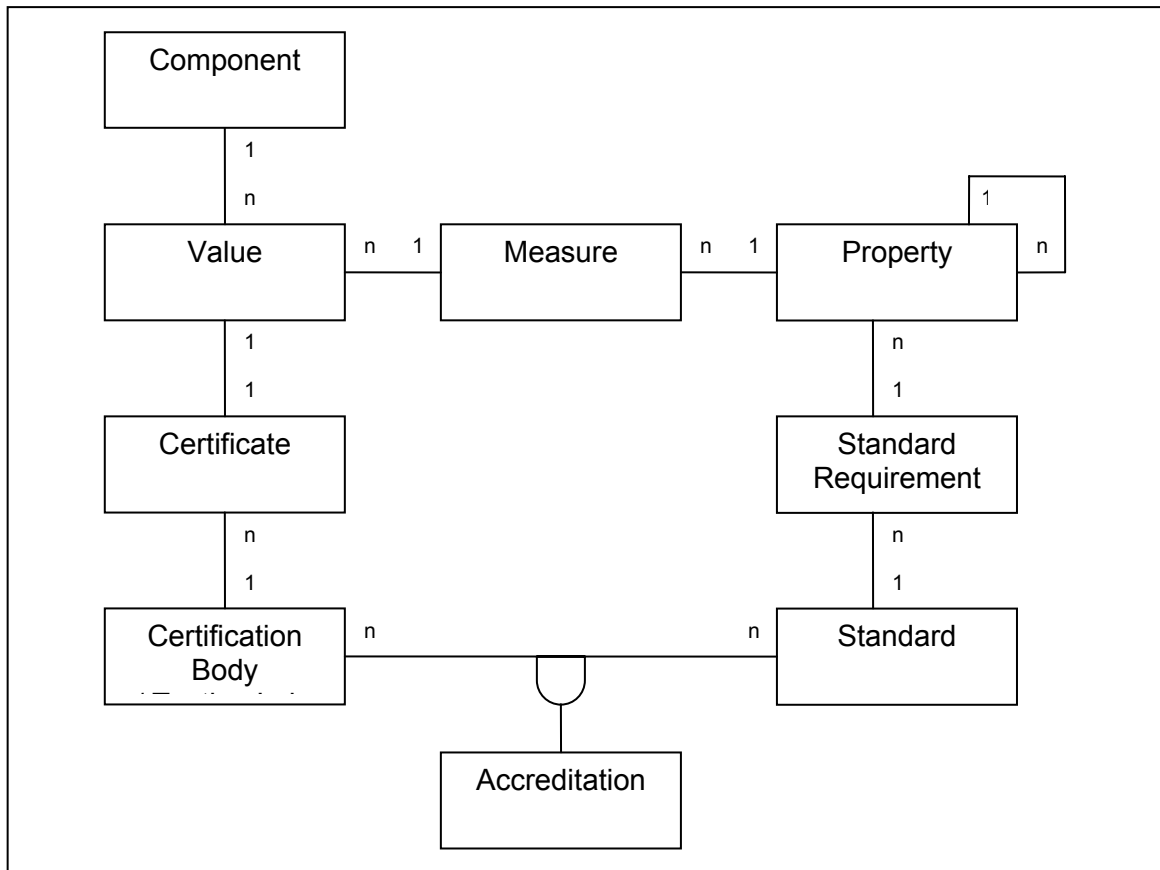 Component
1
n
1
Value
n 1
Measure
n 1
Property
n
1
1
n
1
Certificate
Standard
Requirement
n
1
n
1
Certification
Body
n
n
Standard
Accreditation